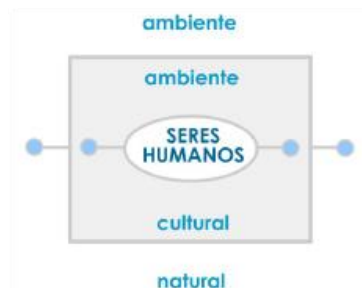 ambiente
ambiente
SERES
HUMANOS
cultural
natural